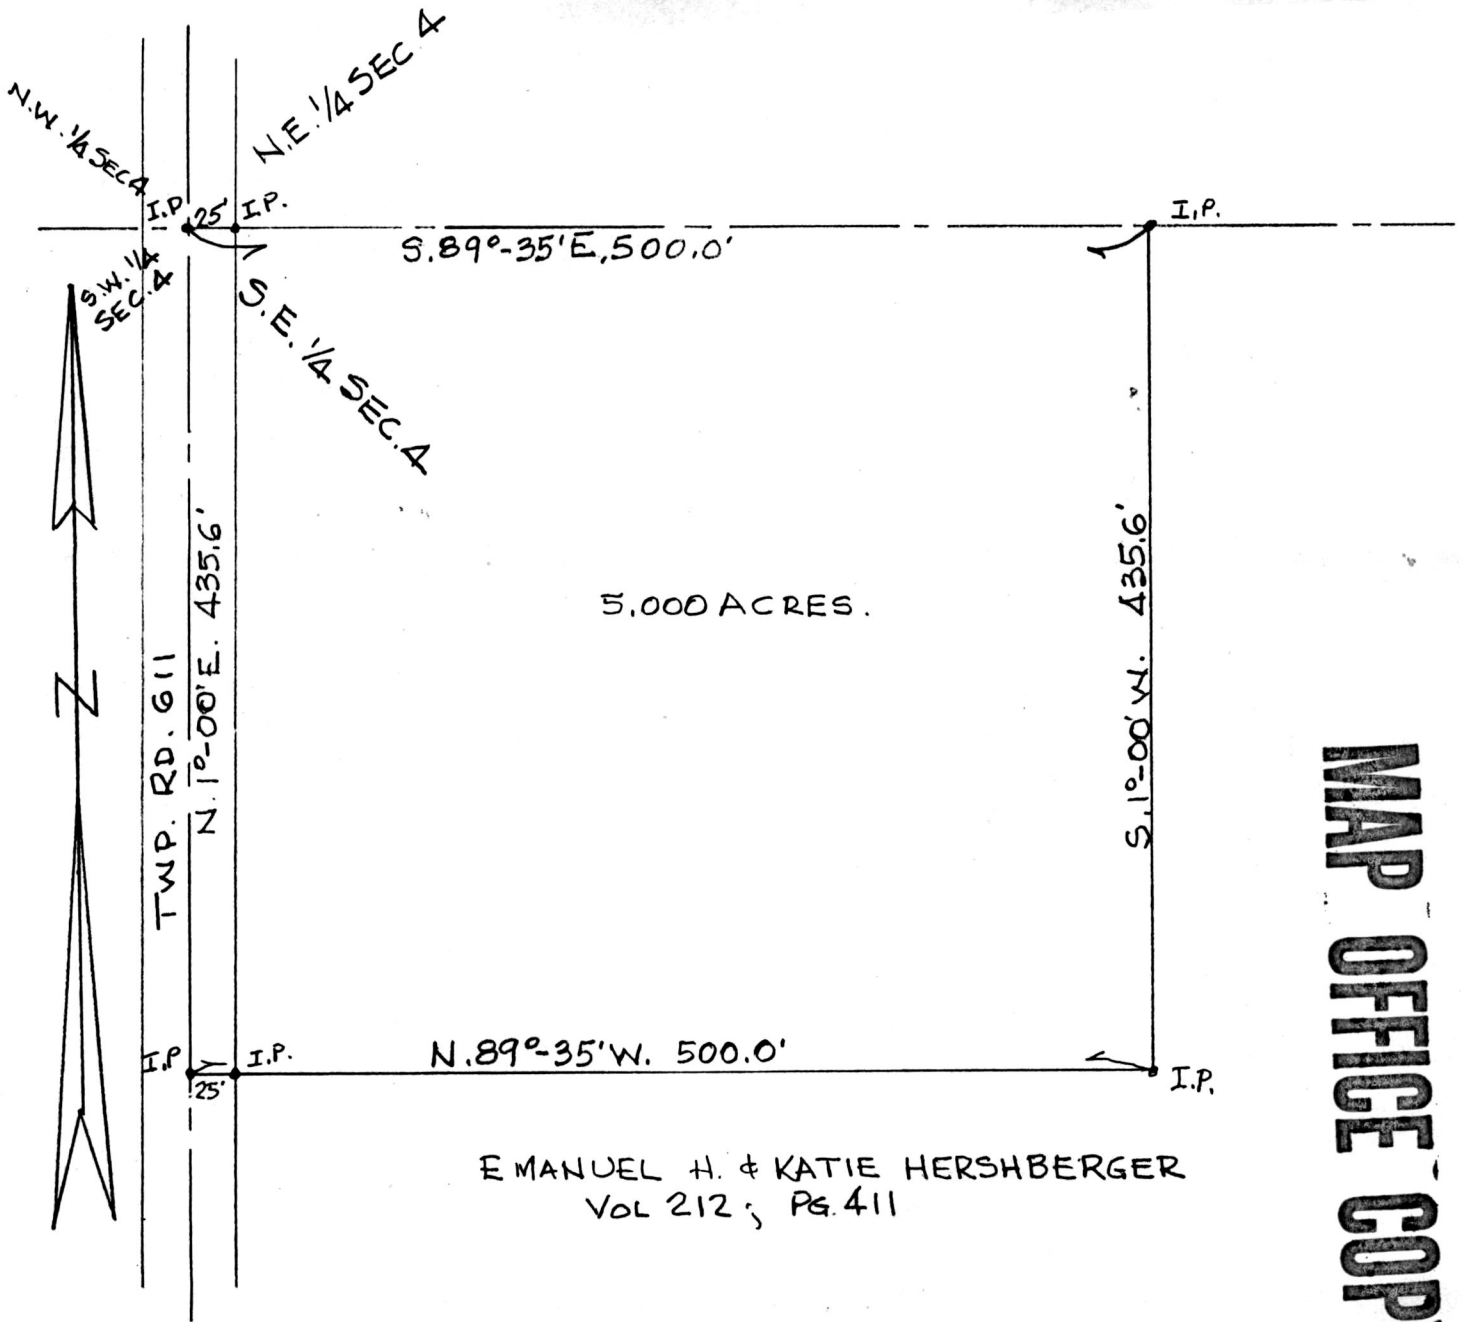 N.W. 1/4 SEC 4
N.E. 1/4 SEC 4
I.P.
25'
I.P.
I.P.
S.89°-35'E, 500.0'
S.W. 1/4
SEC. 4
S.E. 1/4 SEC. 4
TWP. RD. 611
N. 1°-00'E. 435.6'
5.000 ACRES.
S. 1°-00'W. 435.6'
N
I.P.
I.P.
25'
N.89°-35'W. 500.0'
I.P.
EMANUEL H. & KATIE HERSHBERGER
VOL 212; PG. 411
MAP OFFICE COP